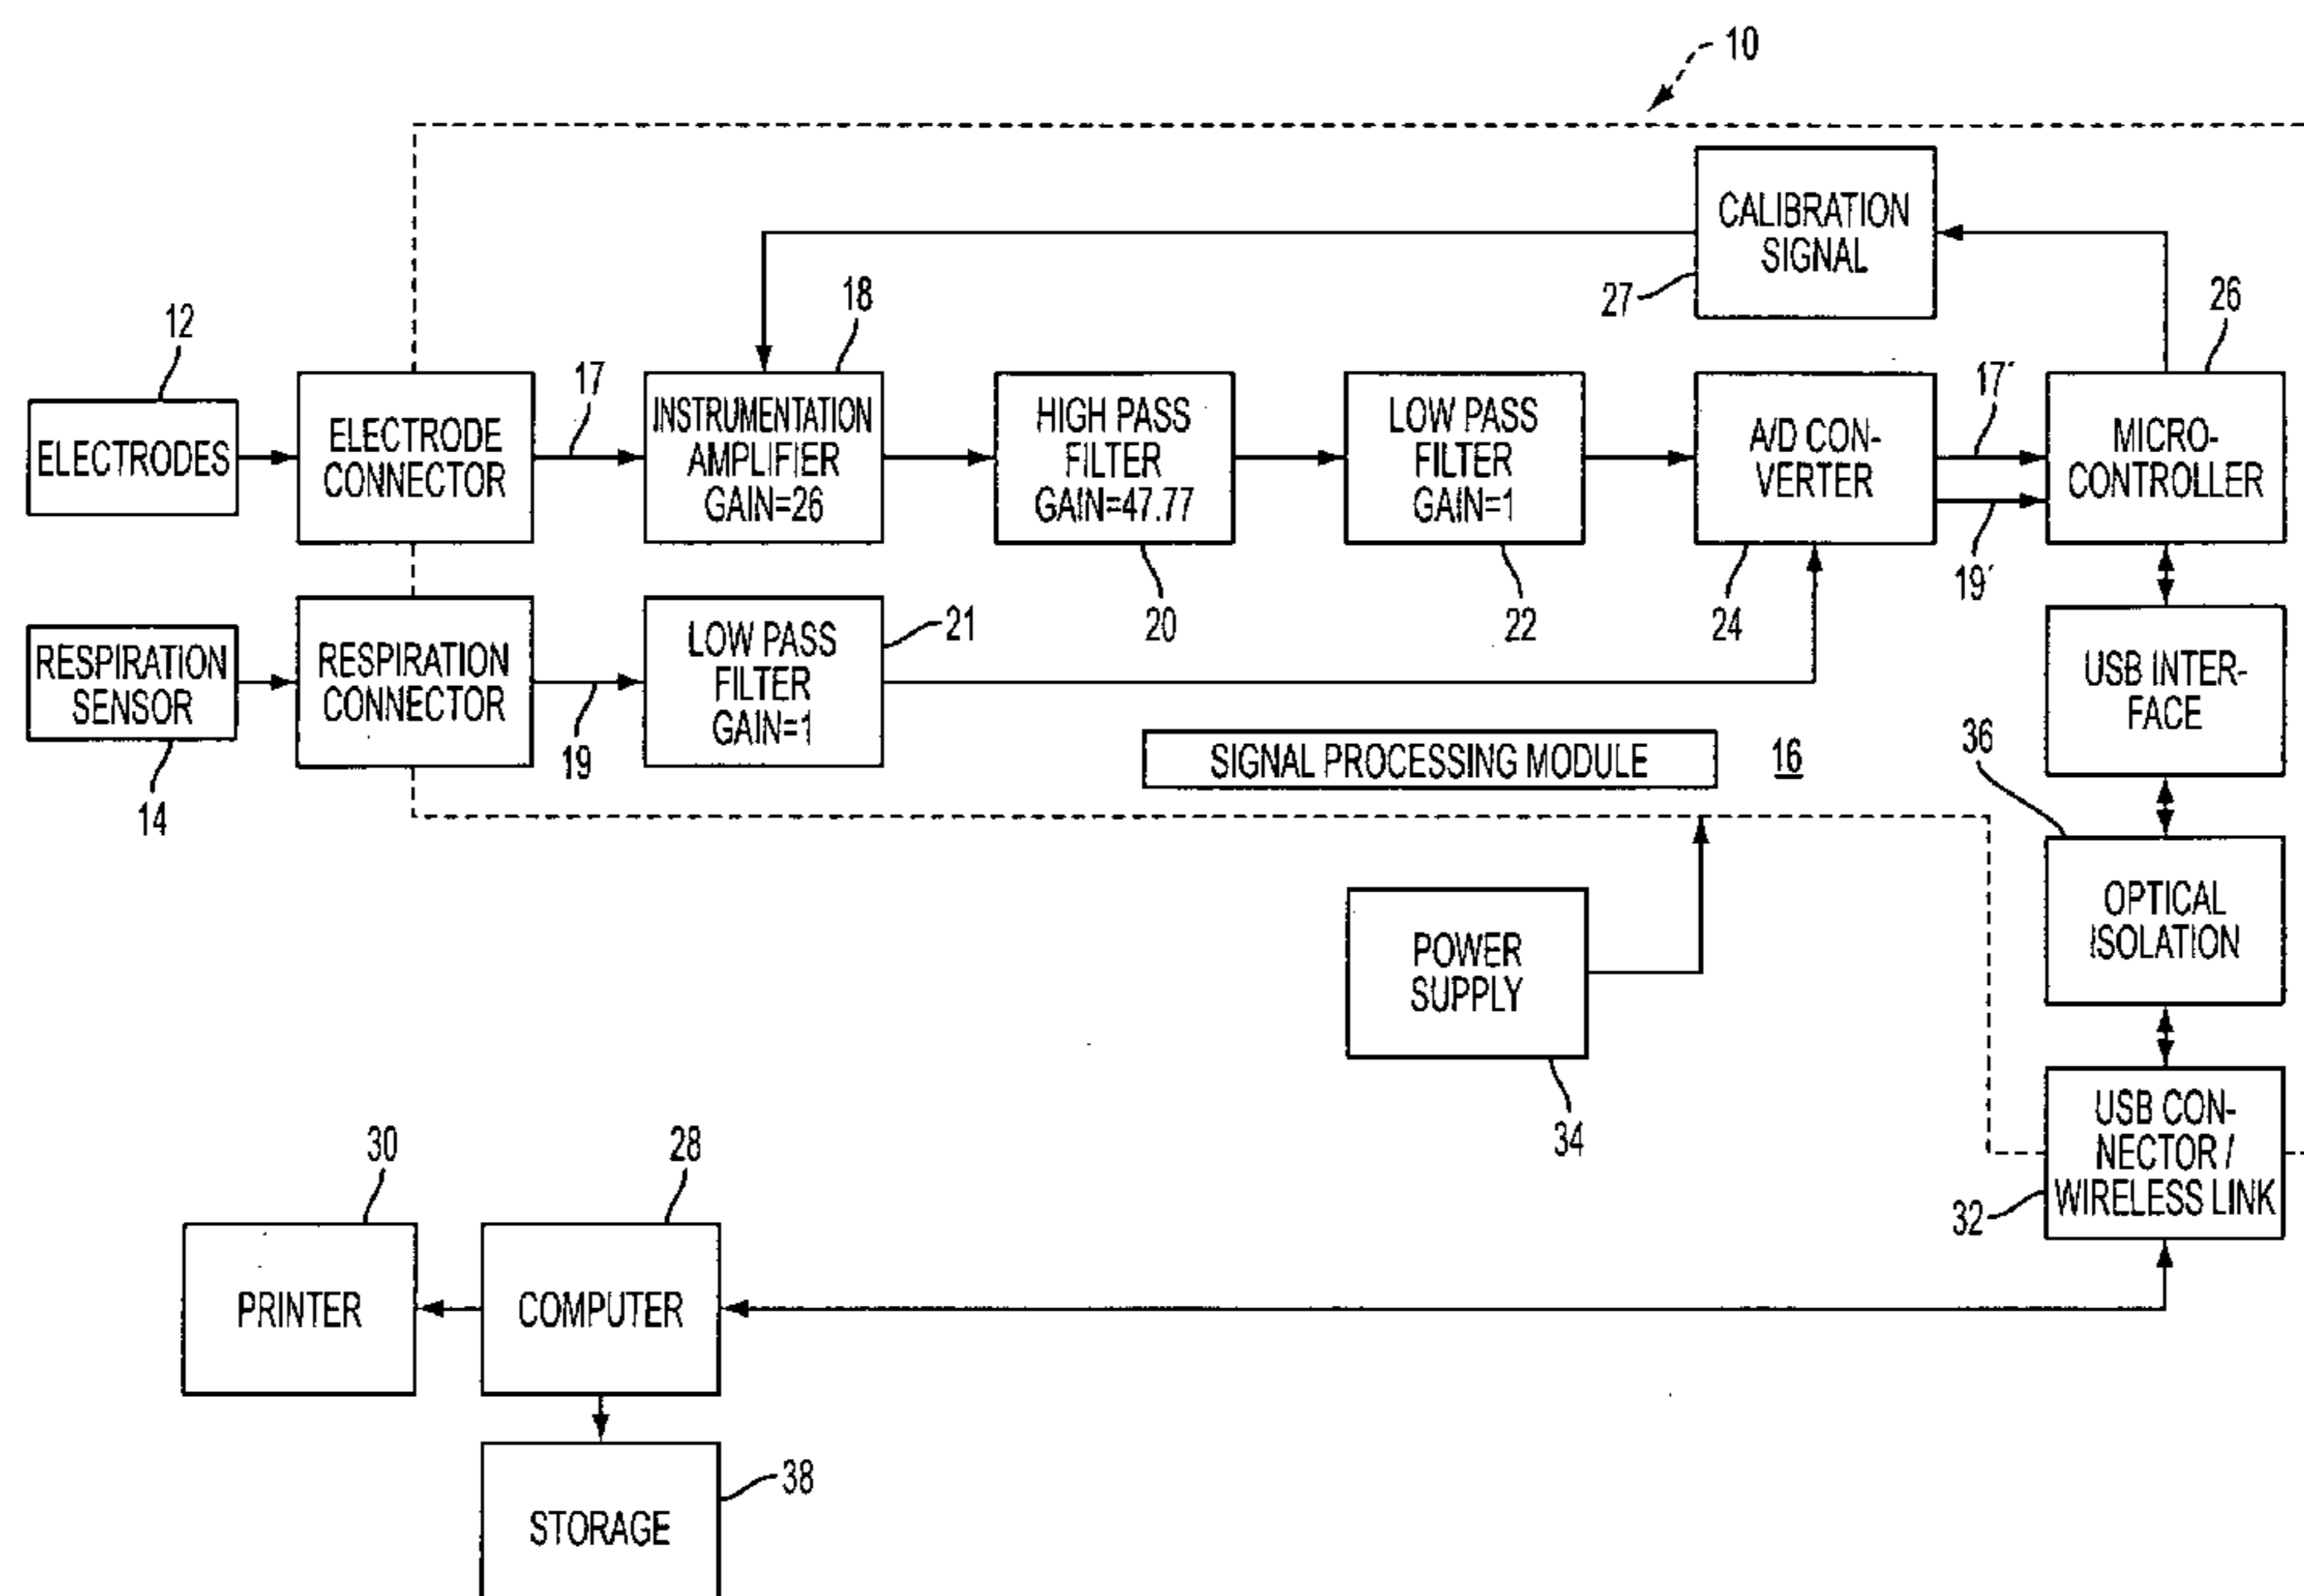 10
CALIBRATION
SIGNAL
27
18
26
12
17
17´
ELECTRODES
ELECTRODE
CONNECTOR
INSTRUMENTATION
AMPLIFIER
GAIN=26
HIGH PASS
FILTER
GAIN=47.77
LOW PASS
FILTER
GAIN=1
A/D CON-
VERTER
MICRO-
CONTROLLER
19´
20
22
24
21
RESPIRATION
SENSOR
RESPIRATION
CONNECTOR
LOW PASS
FILTER
GAIN=1
USB INTER-
FACE
19
14
SIGNAL PROCESSING MODULE
16
36
OPTICAL
ISOLATION
POWER
SUPPLY
34
USB CON-
NECTOR /
WIRELESS LINK
32
30
28
PRINTER
COMPUTER
38
STORAGE